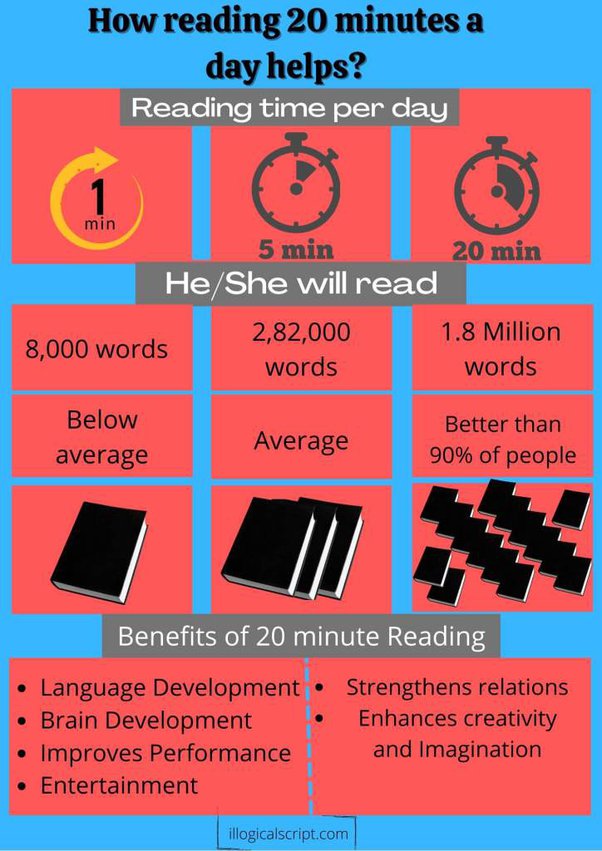 How reading 20 minutes a
day helps?
Reading time per day
1
min
5 min
20 min
He/She will read
8,000 words
2,82,000
words
1.8 Million
words
Below
average
Average
Better than
90% of people
Benefits of 20 minute Reading
• Language Development
• Brain Development
• Improves Performance
• Entertainment
• Strengthens relations
• Enhances creativity
and Imagination
illogicalscript.com